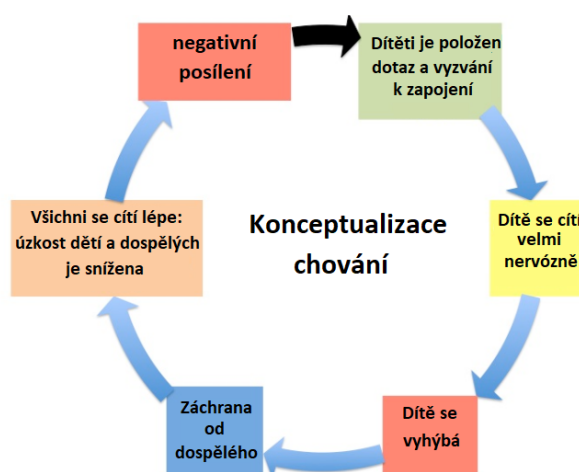 negativní
posílení
Dítěti je položen
dotaz a vyzvání
k zapojení
Dítě se cítí
velmi
nervózně
Dítě se
vyhýbá
Záchrana
od
dospělého
Všichni se cítí lépe:
úzkost dětí a dospělých
je snížena
Konceptualizace
chování